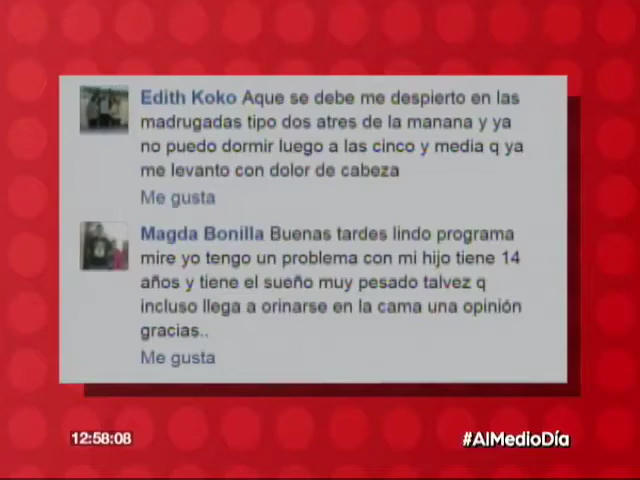 Edith Koko Aque se debe me despierto en las
madrugadas tipo dos atres de la manana y ya
no puedo dormir luego a las cinco y media q ya
me levanto con dolor de cabeza
Me gusta
Magda Bonilla Buenas tardes lindo programa
mire yo tengo un problema con mi hijo tiene 14
años y tiene el sueño muy pesado talvez q
incluso llega a orinarse en la cama una opinión
gracias..
Me gusta
12:58:08
#AlMedioDía